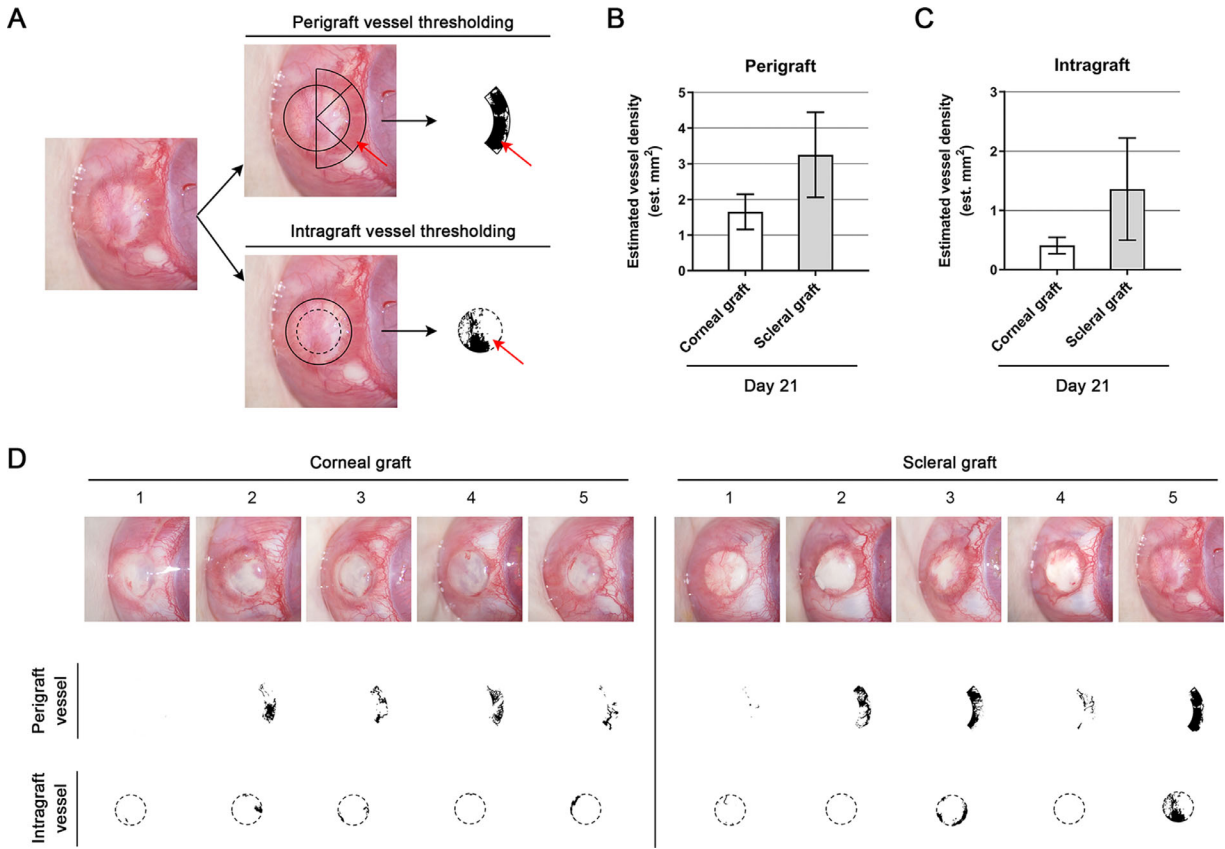 A
Perigraft vessel thresholding
Intragraft vessel thresholding
B
Perigraft
Estimated vessel density
(est. mm²)
5
4
3
2
1
0
Corneal graft
Scleral graft
Day 21
C
Intragraft
Estimated vessel density
(est. mm²)
3
2
1
0
Corneal graft
Scleral graft
Day 21
D
Corneal graft
Scleral graft
1 2 3 4 5
1 2 3 4 5
Perigraft
vessel
Intragraft
vessel